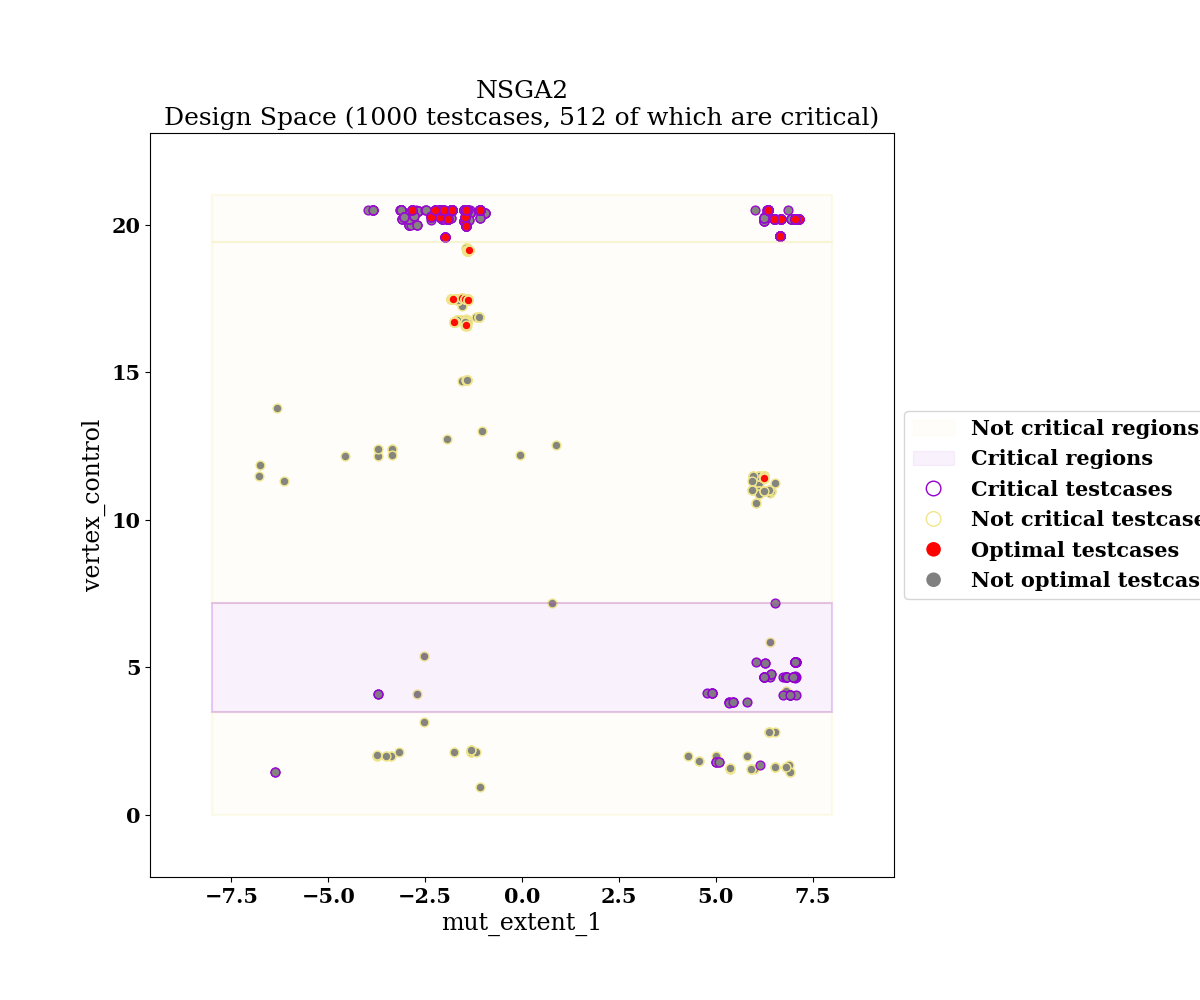 NSGA2
Design Space (1000 testcases, 512 of which are critical)
20
15
10
5
0
vertex_control
−7.5
−5.0
−2.5
0.0
2.5
5.0
7.5
mut_extent_1
Not critical regions
Critical regions
Critical testcases
Not critical testcase
Optimal testcases
Not optimal testcas